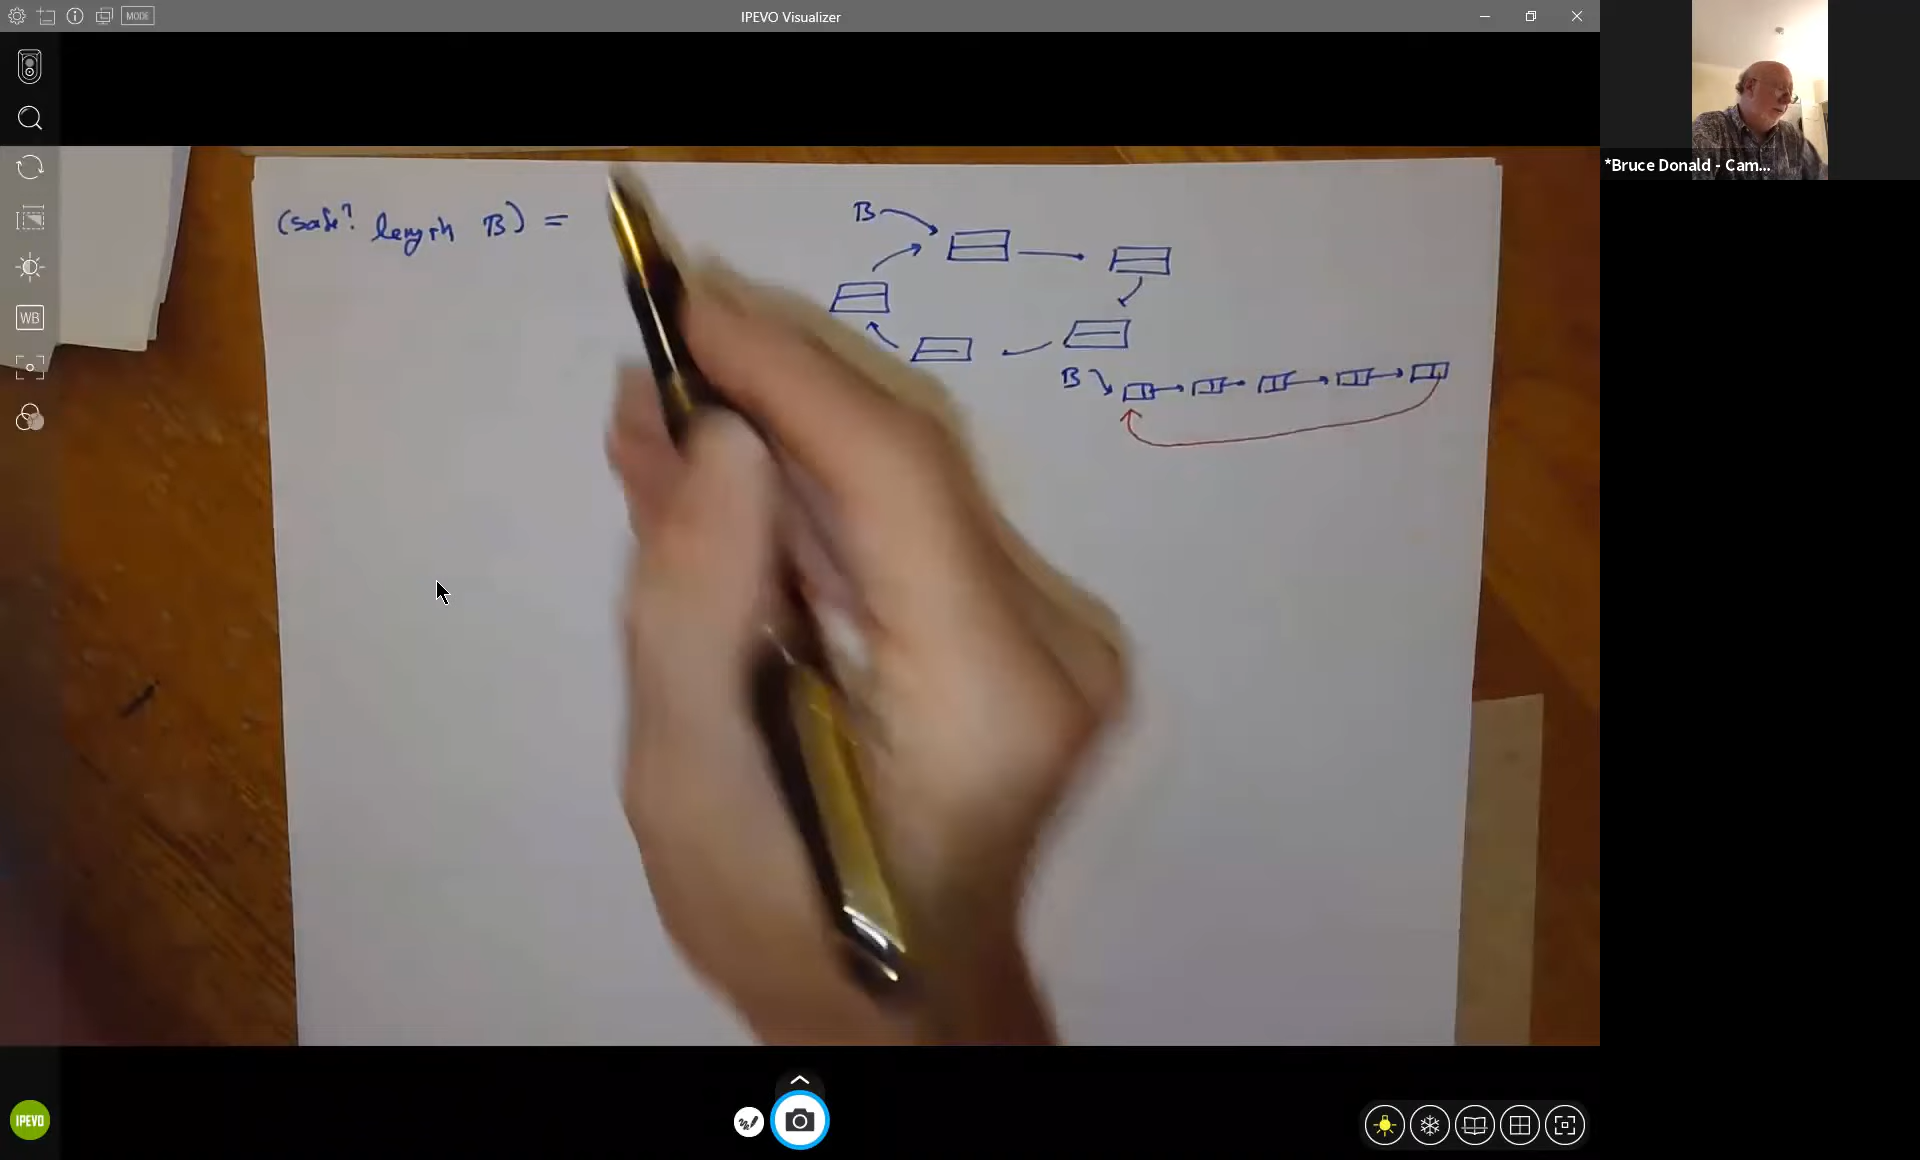 MODE
IPEVO Visualizer
*Bruce Donald - Cam...
WB
(safe? length B) =
B
B
IPEVO